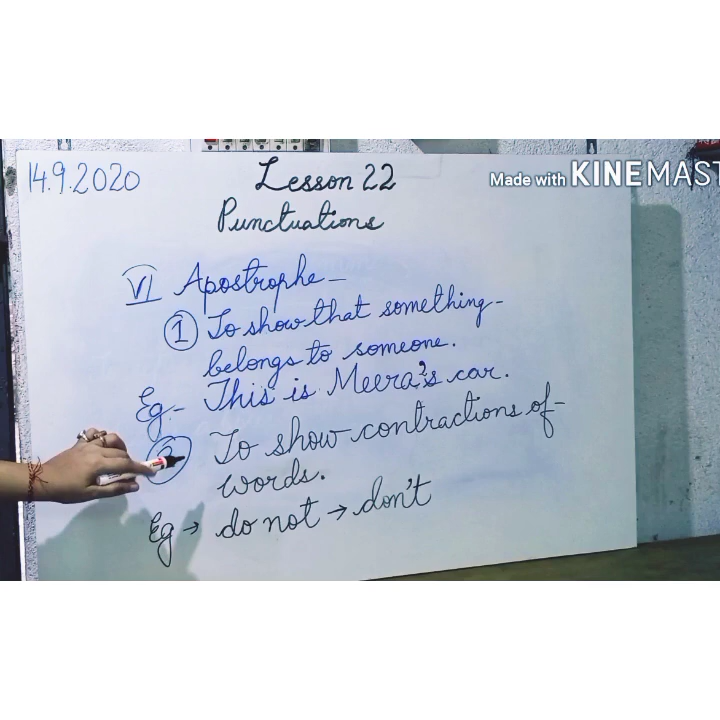 14.9.2020
Lesson 22
Made with KINEMAST
Punctuations
VI Apostrophe-
1 To show that something-
belongs to someone.
Eg.- This is Meera's car.
2 To show contractions of-
words.
Eg → do not → don't